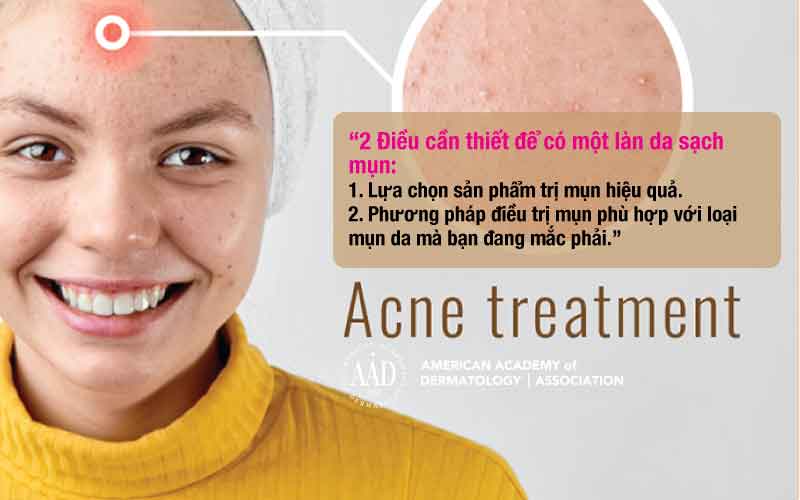 “2 Điều cần thiết để có một làn da sạch
mụn:
1. Lựa chọn sản phẩm trị mụn hiệu quả.
2. Phương pháp điều trị mụn phù hợp với loại
mụn da mà bạn đang mắc phải.”
Acne treatment
AAD
AMERICAN ACADEMY of
DERMATOLOGY | ASSOCIATION